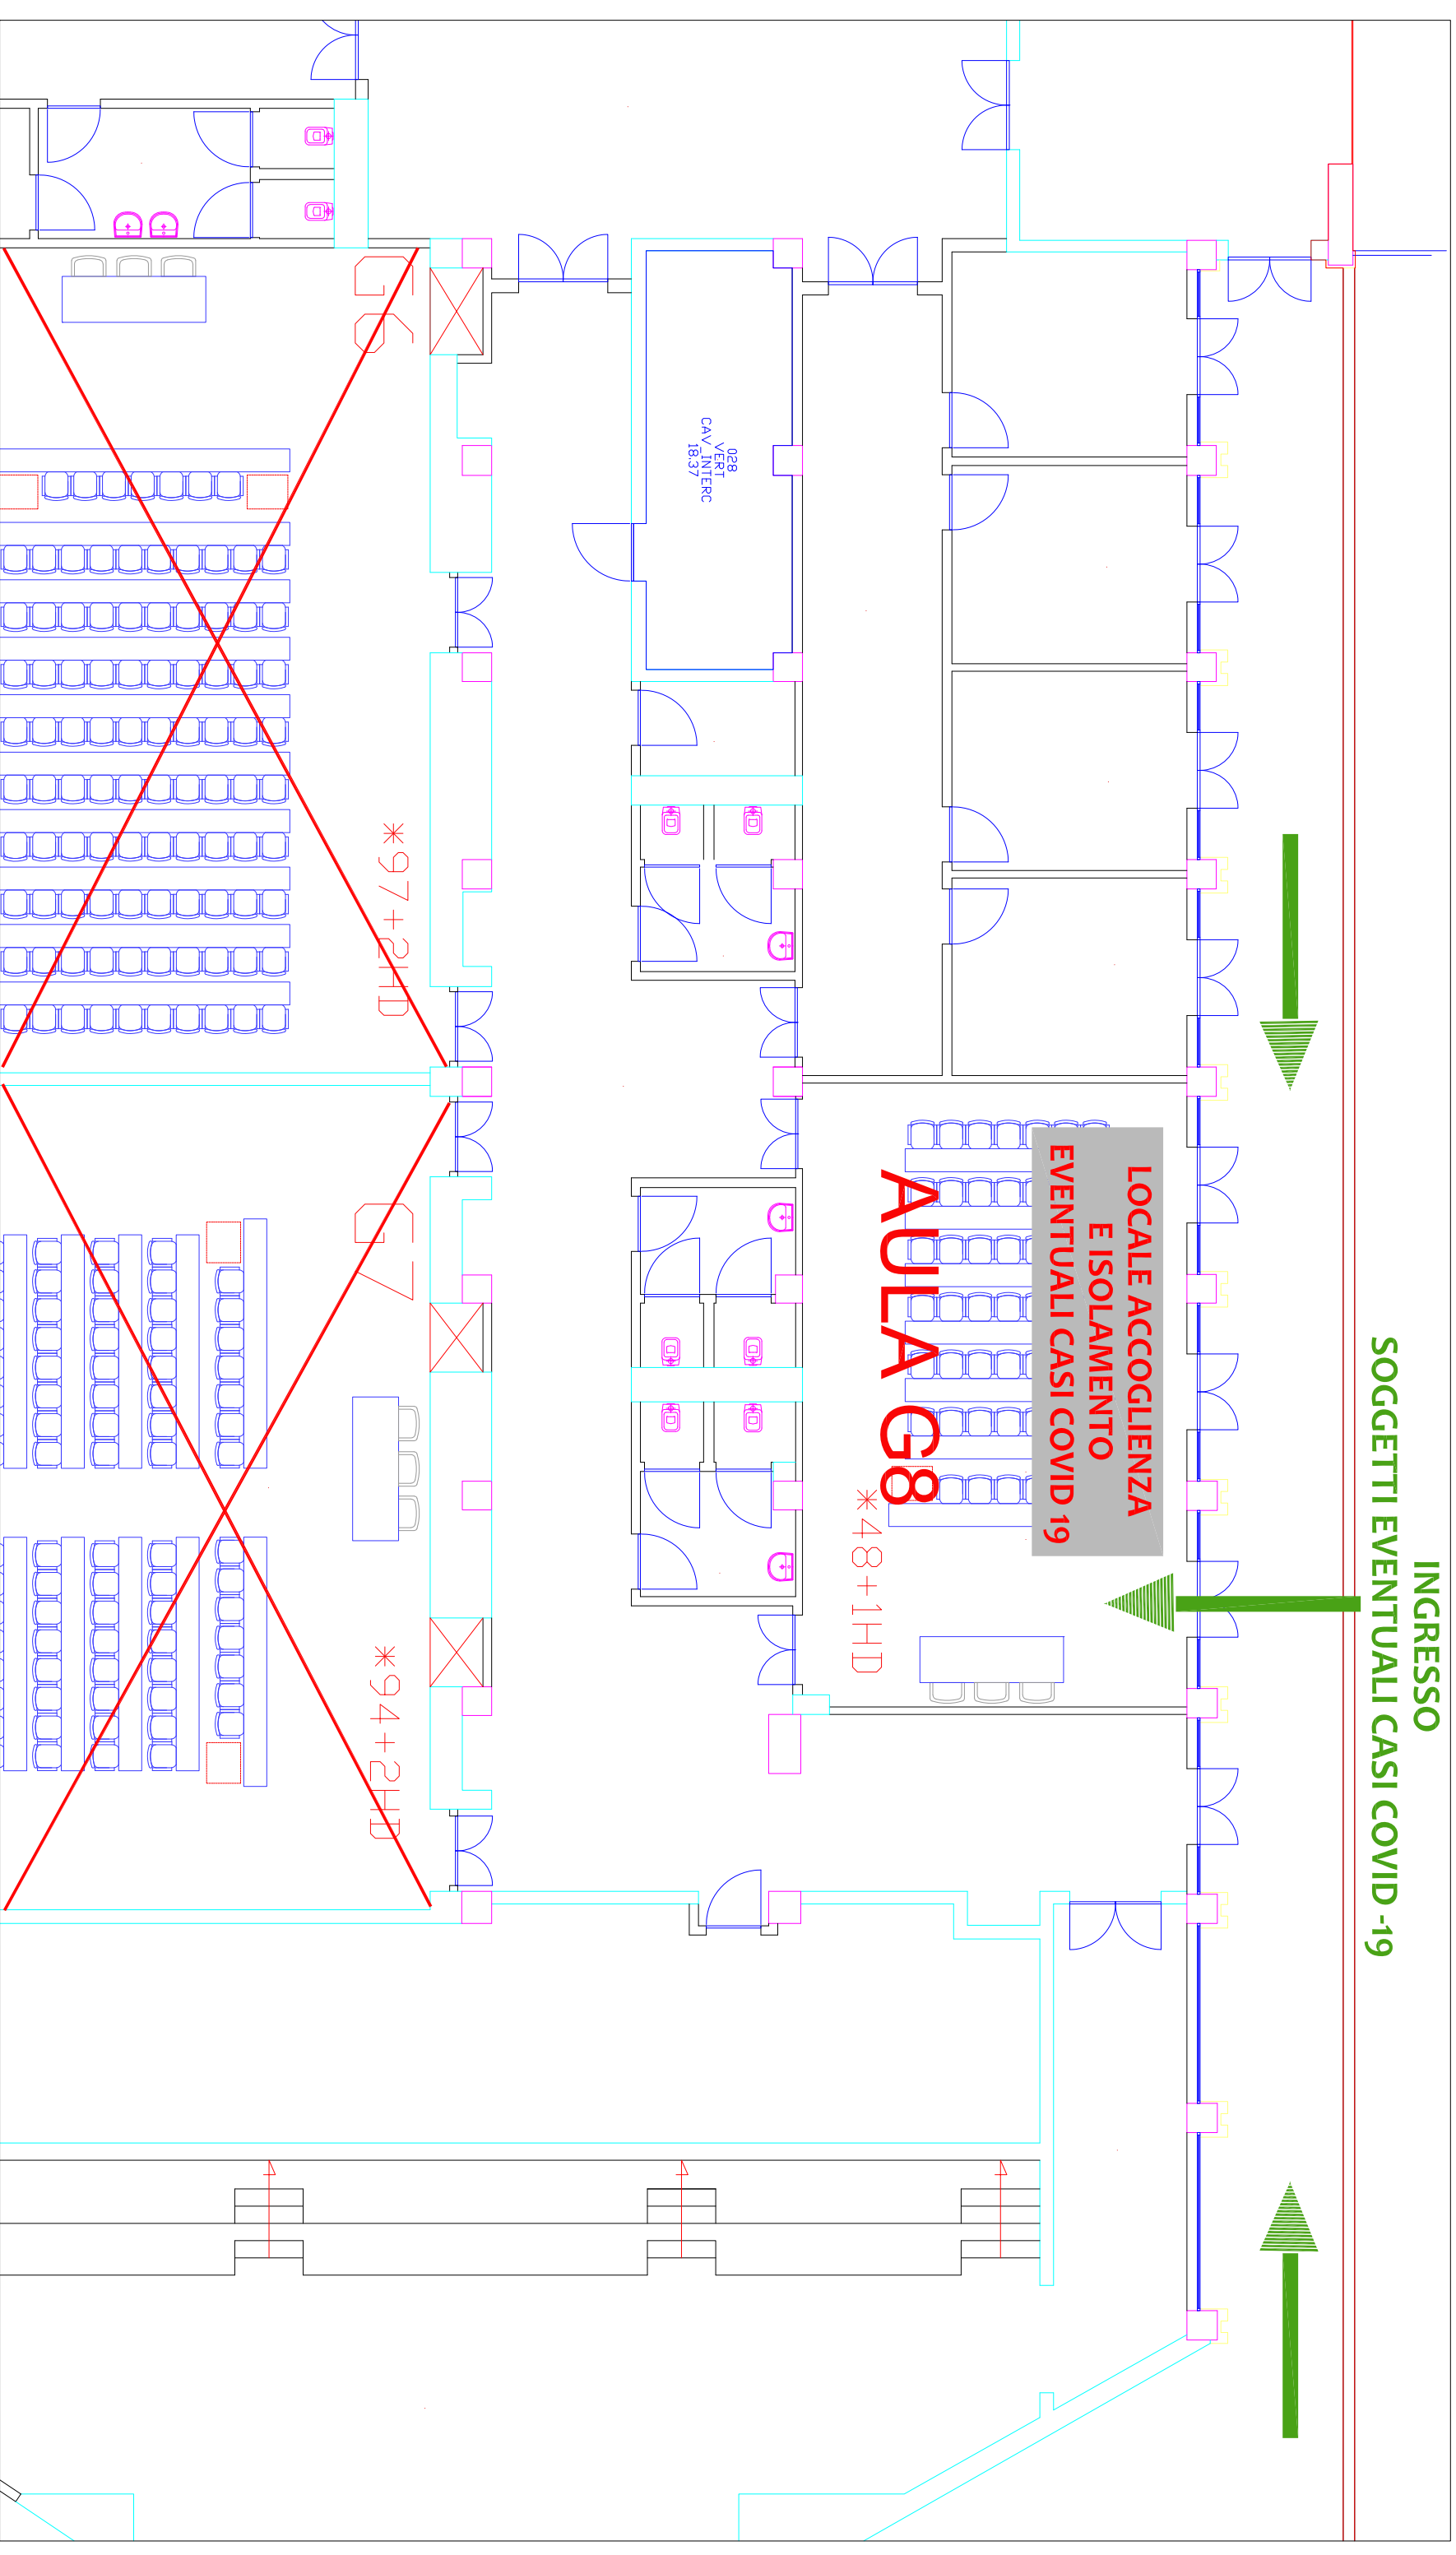 INGRESSO
SOGGETTI EVENTUALI CASI COVID -19
LOCALE ACCOGLIENZA
E ISOLAMENTO
EVENTUALI CASI COVID 19
AULA G8
*48+1HD
028
VERT
CAV_INTERC
18.37
G6
*97+2HD
G7
*94+2HD